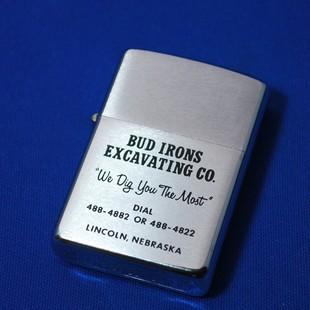 BUD IRONS
EXCAVATING CO.
"We Dig You The Most"
DIAL
488-4882 OR 488-4822
LINCOLN, NEBRASKA